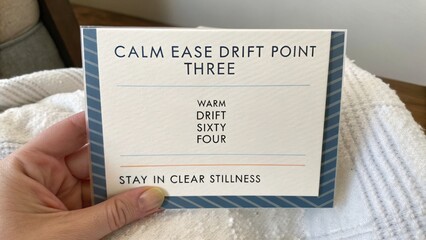 CALM EASE DRIFT POINT
THREE
WARM
DRIFT
SIXTY
FOUR
STAY IN CLEAR STILLNESS